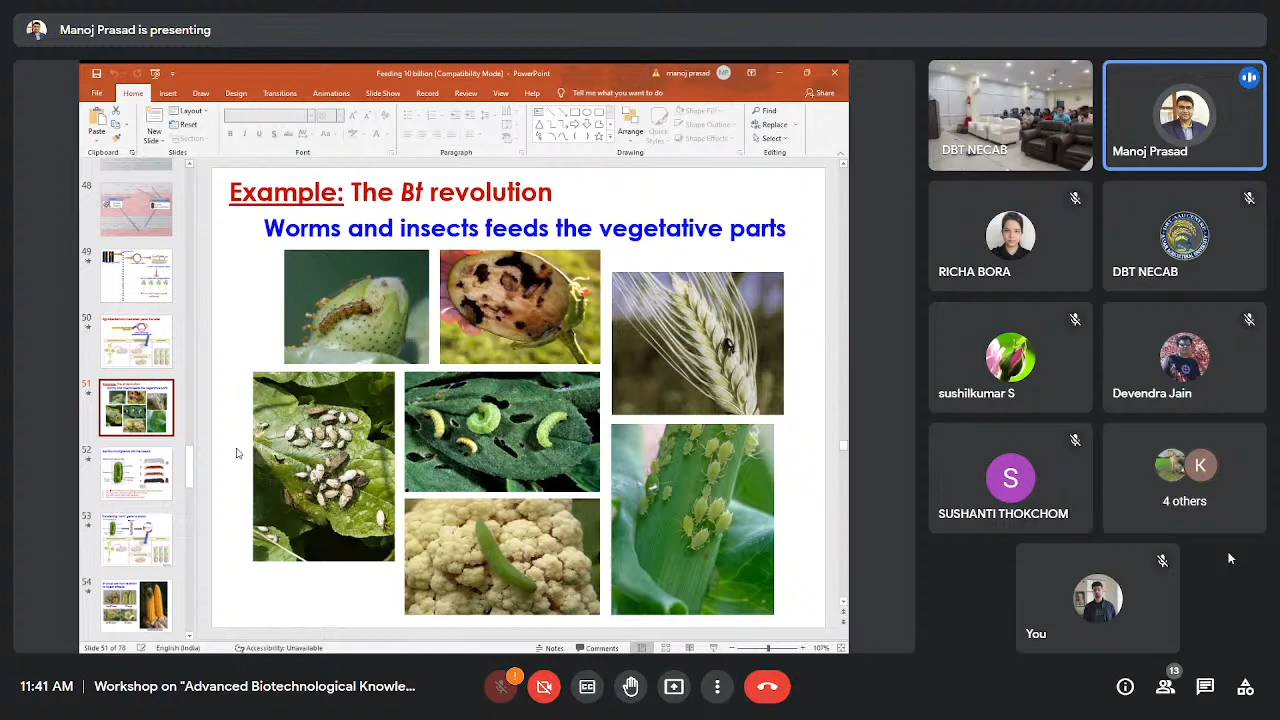 Manoj Prasad is presenting
Feeding 10 billion [Compatibility Mode] - PowerPoint
manoj prasad
MP
File
Home
Insert
Draw
Design
Transitions
Animations
Slide Show
Record
Review
View
Help
Tell me what you want to do
Share
Paste
New
Slide
Layout
Reset
Section
Arrange
Quick
Styles
Shape Fill
Shape Outline
Shape Effects
Find
Replace
Select
Clipboard
Slides
Font
Paragraph
Drawing
Editing
48
49
50
51
52
53
54
Example: The Bt revolution
Worms and insects feeds the vegetative parts
Slide 51 of 78
English (India)
Accessibility: Unavailable
Notes
Comments
107%
DBT NECAB
Manoj Prasad
RICHA BORA
DBT NECAB
sushilkumar S
Devendra Jain
S
SUSHANTI THOKCHOM
K
4 others
You
11:41 AM
Workshop on "Advanced Biotechnological Knowle...
13